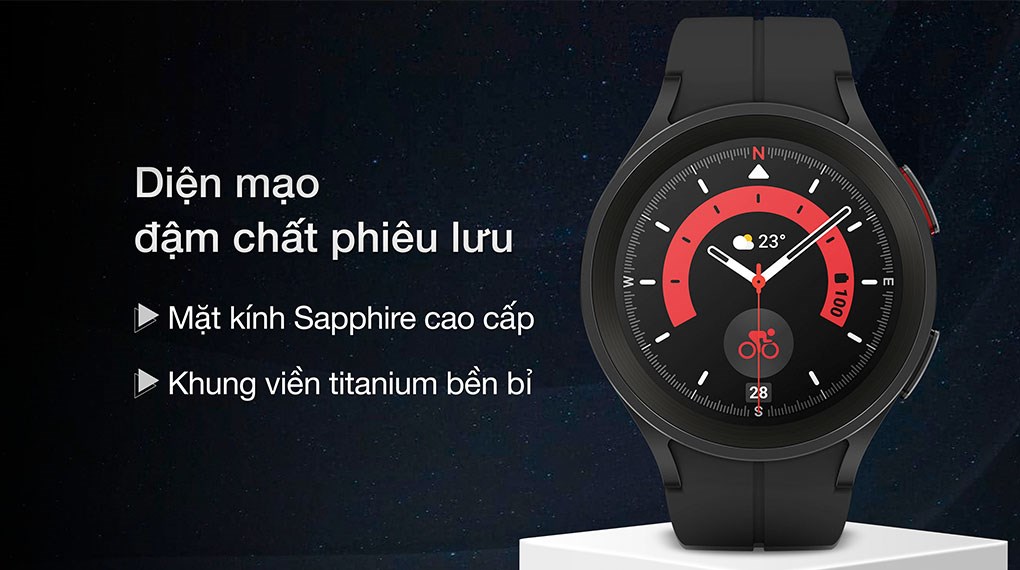 Diện mạo
đậm chất phiêu lưu
Mặt kính Sapphire cao cấp
Khung viền titanium bền bỉ
N
23°
W
E
100
28
S